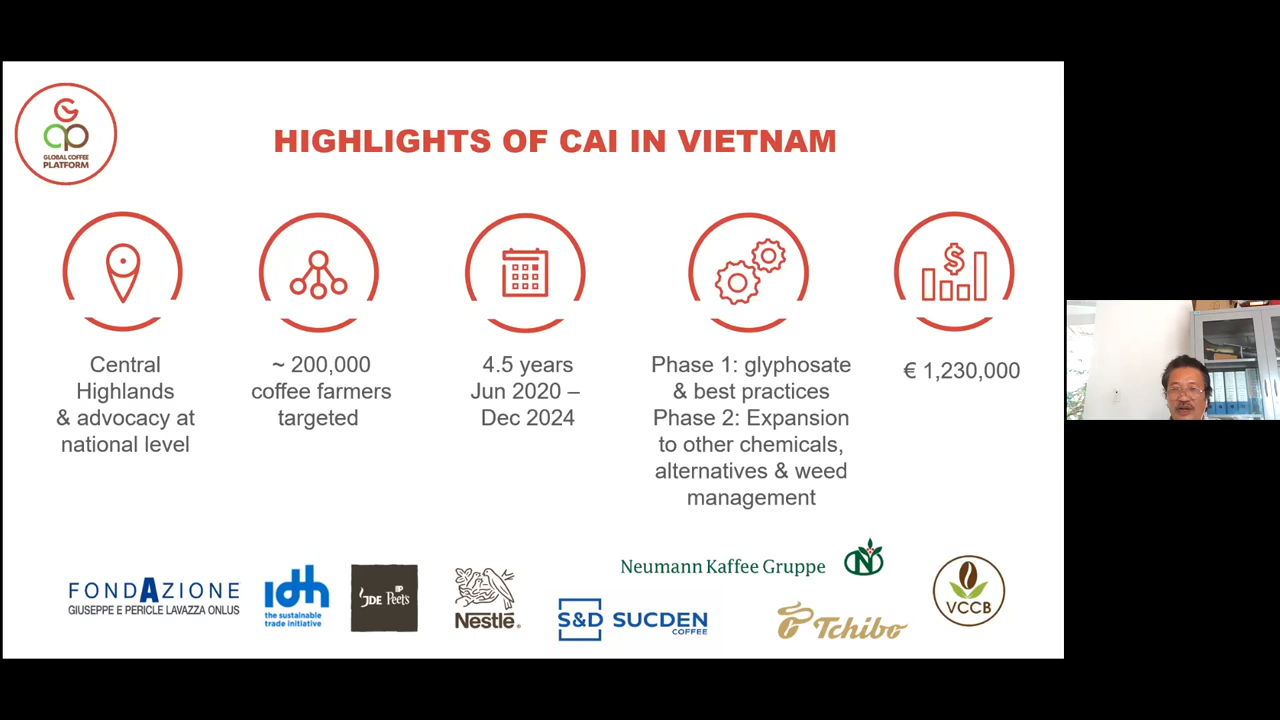 GLOBAL COFFEE
PLATFORM
HIGHLIGHTS OF CAI IN VIETNAM
Central
Highlands
& advocacy at
national level
~ 200,000
coffee farmers
targeted
4.5 years
Jun 2020 –
Dec 2024
Phase 1: glyphosate
& best practices
Phase 2: Expansion
to other chemicals,
alternatives & weed
management
$
€ 1,230,000
FONDAZIONE
GIUSEPPE E PERICLE LAVAZZA ONLUS
idh
the sustainable
trade initiative
JDE Peet's
Nestlé
S&D SUCDEN
COFFEE
Neumann Kaffee Gruppe
N
Tchibo
VCCB